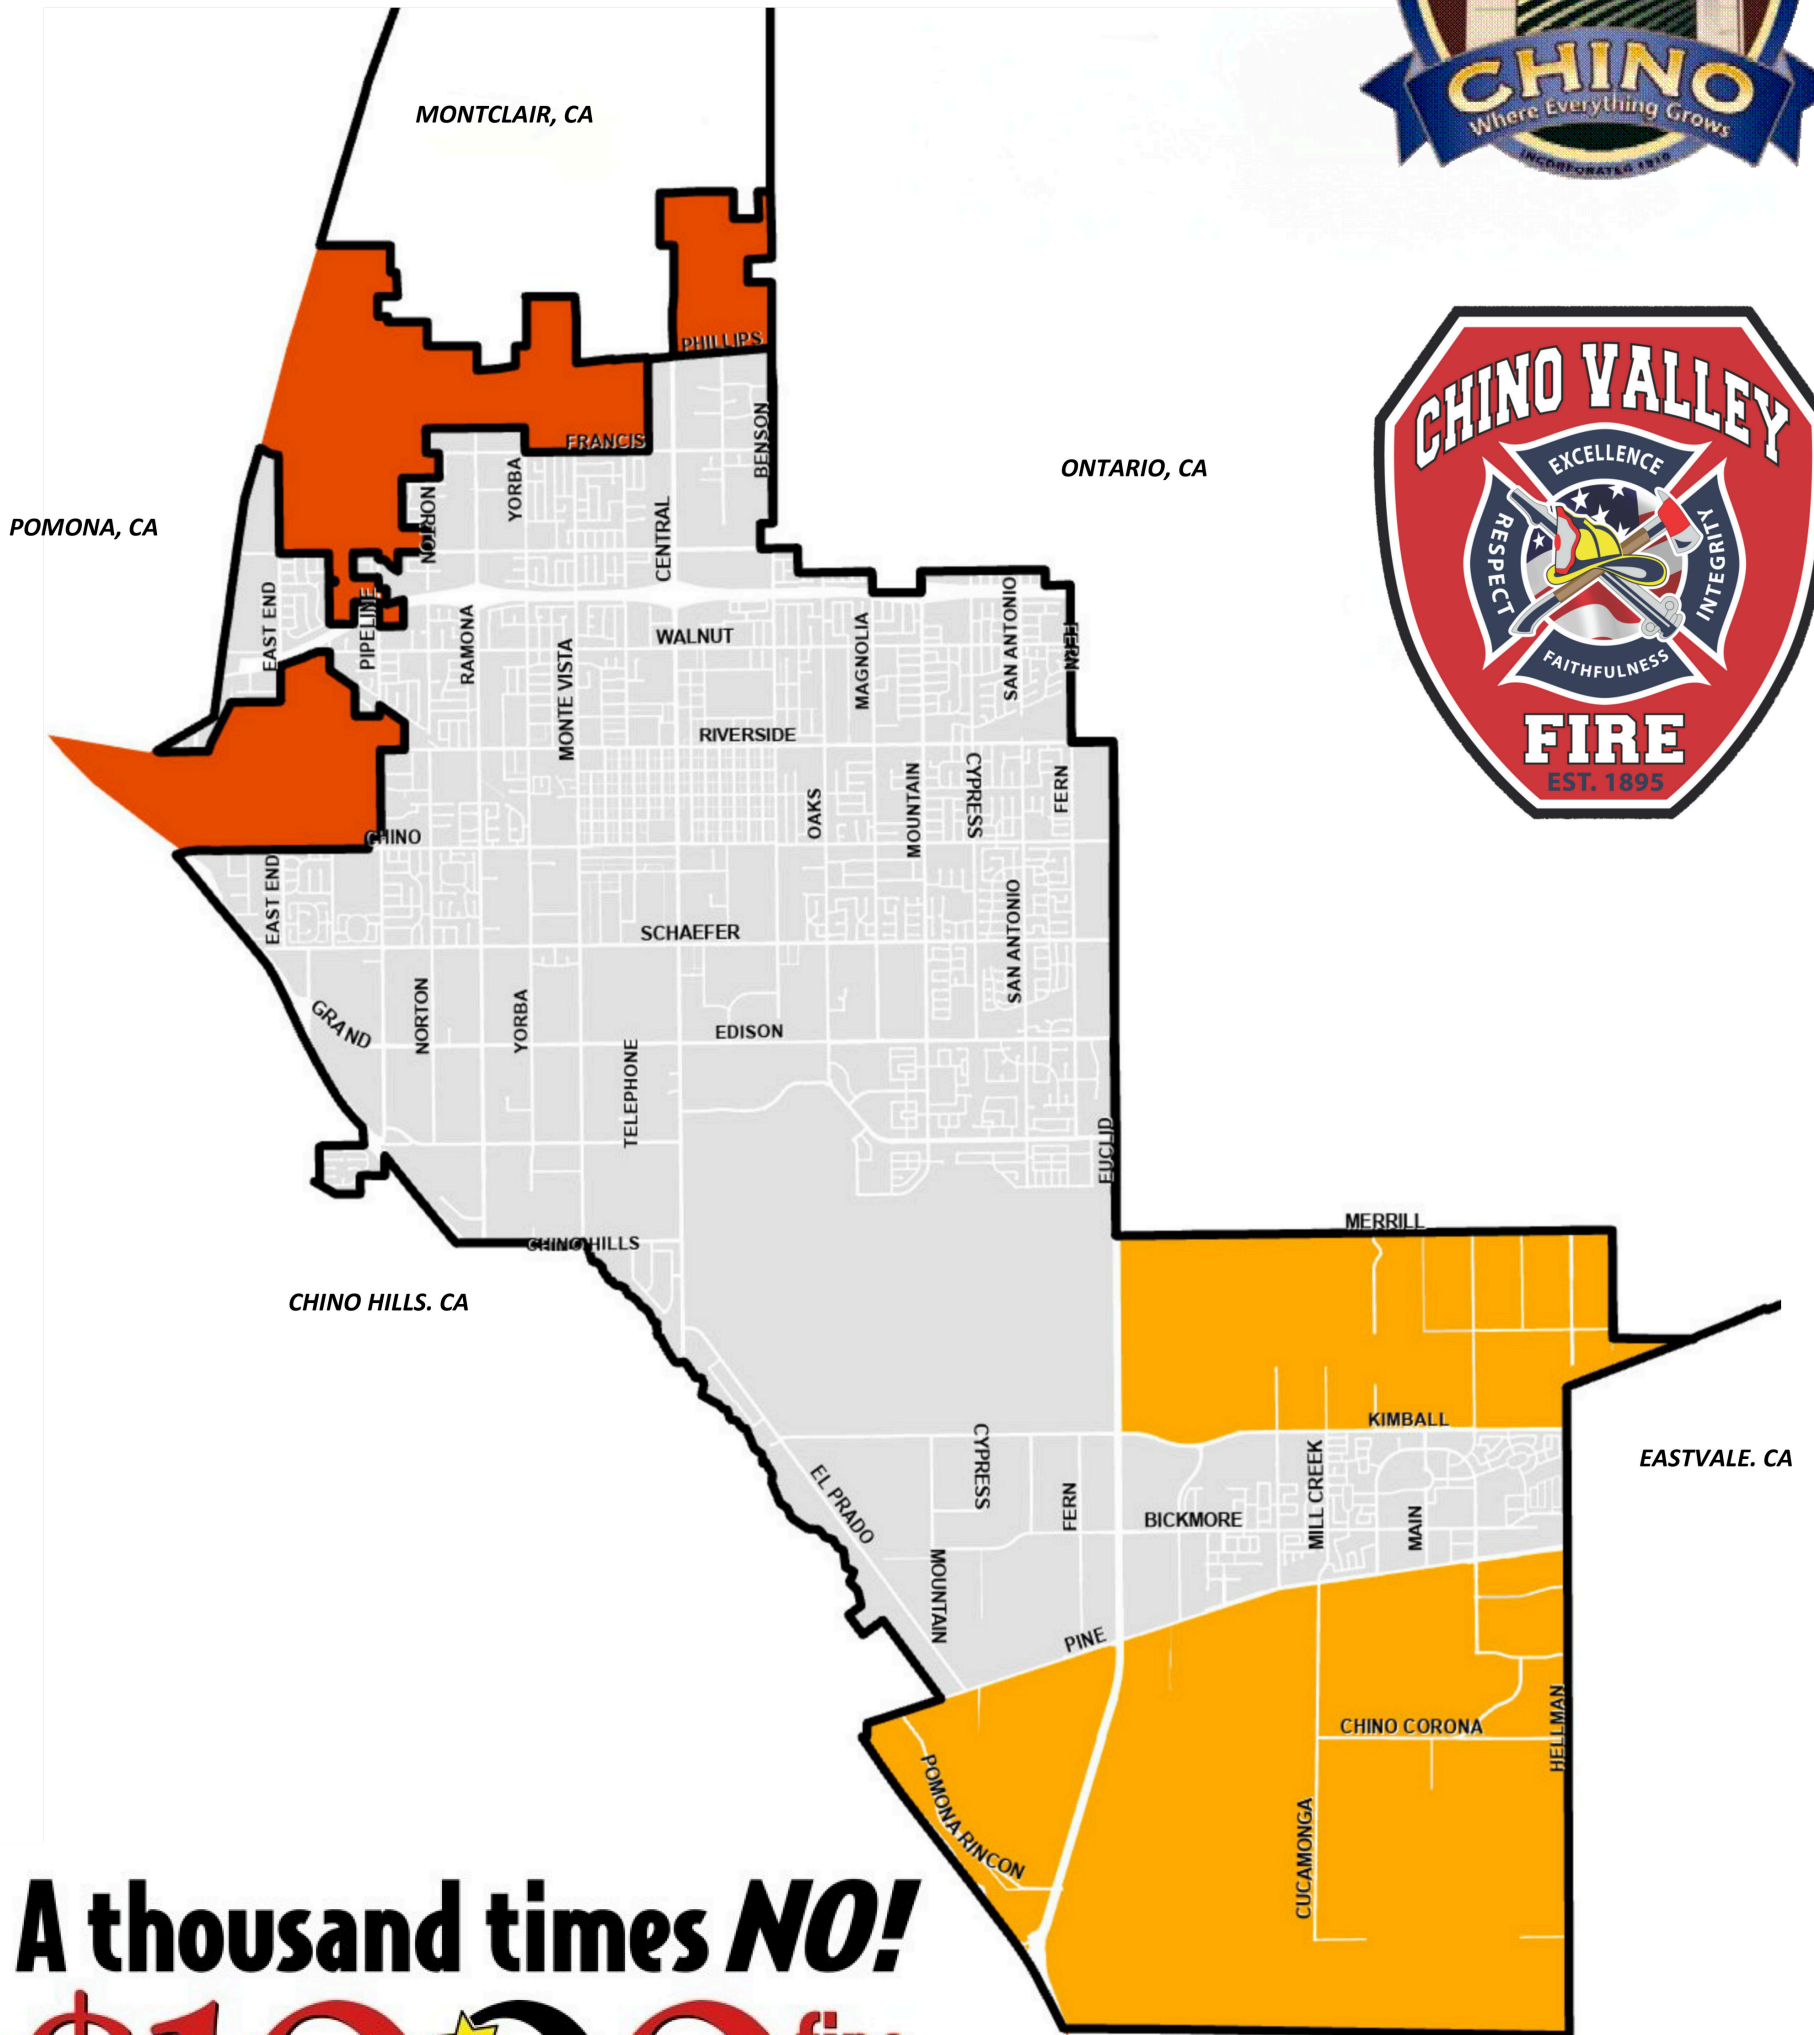 CHINO
Where Everything Grows
INCORPORATED 1910
MONTCLAIR, CA
PHILLIPS
FRANCIS
BENSON
CHINO VALLEY
EXCELLENCE
RESPECT
INTEGRITY
FAITHFULNESS
FIRE
EST. 1895
ONTARIO, CA
POMONA, CA
NORTON
YORBA
CENTRAL
EAST END
PIPELINE
RAMONA
MONTE VISTA
WALNUT
MAGNOLIA
SAN ANTONIO
FERN
RIVERSIDE
OAKS
MOUNTAIN
CYPRESS
FERN
CHINO
EAST END
SCHAEFER
SAN ANTONIO
GRAND
NORTON
YORBA
EDISON
TELEPHONE
EUCLID
CHINO HILLS
CHINO HILLS. CA
MERRILL
KIMBALL
EASTVALE. CA
CYPRESS
EL PRADO
FERN
BICKMORE
MILL CREEK
MAIN
MOUNTAIN
PINE
HELLMAN
CHINO CORONA
POMONA RINCON
CUCAMONGA
A thousand times NO!
$1000 fine